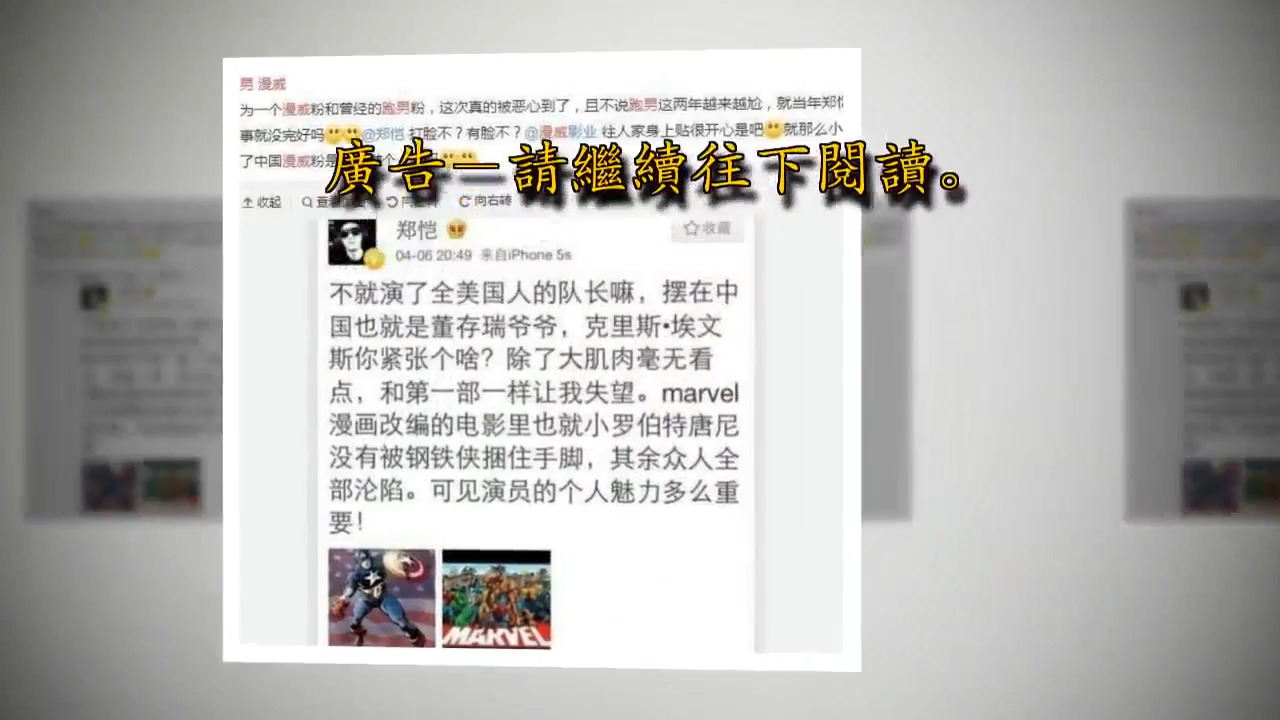 男 漫威
为一个漫威粉和曾经的跑男粉，这次真的被恶心到了，且不说跑男这两年越来越尬，就当年郑恺
事就没完好吗 @郑恺 打脸不？有脸不？@漫威影业 往人家身上贴很开心是吧 就那么小
了中国漫威粉是
廣告－請繼續往下閱讀。
收起 查看 向右转
郑恺
收藏
04-06 20:49 来自iPhone 5s
不就演了全美国人的队长嘛，摆在中
国也就是董存瑞爷爷，克里斯•埃文
斯你紧张个啥？除了大肌肉毫无看
点，和第一部一样让我失望。marvel
漫画改编的电影里也就小罗伯特唐尼
没有被钢铁侠捆住手脚，其余众人全
部沦陷。可见演员的个人魅力多么重
要！
MARVEL